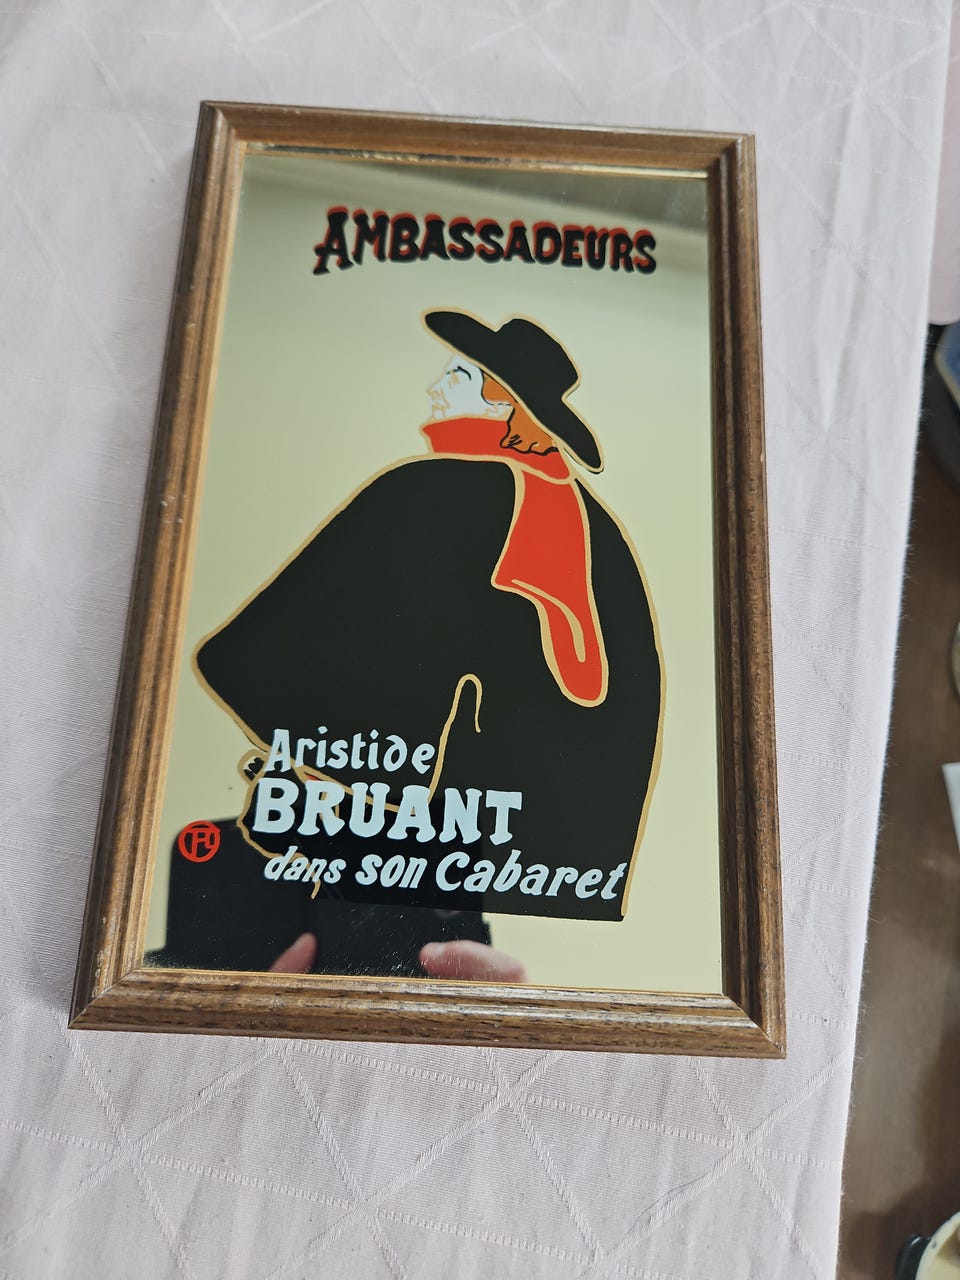 AMBASSADEURS
Aristide
BRUANT
dans son Cabaret